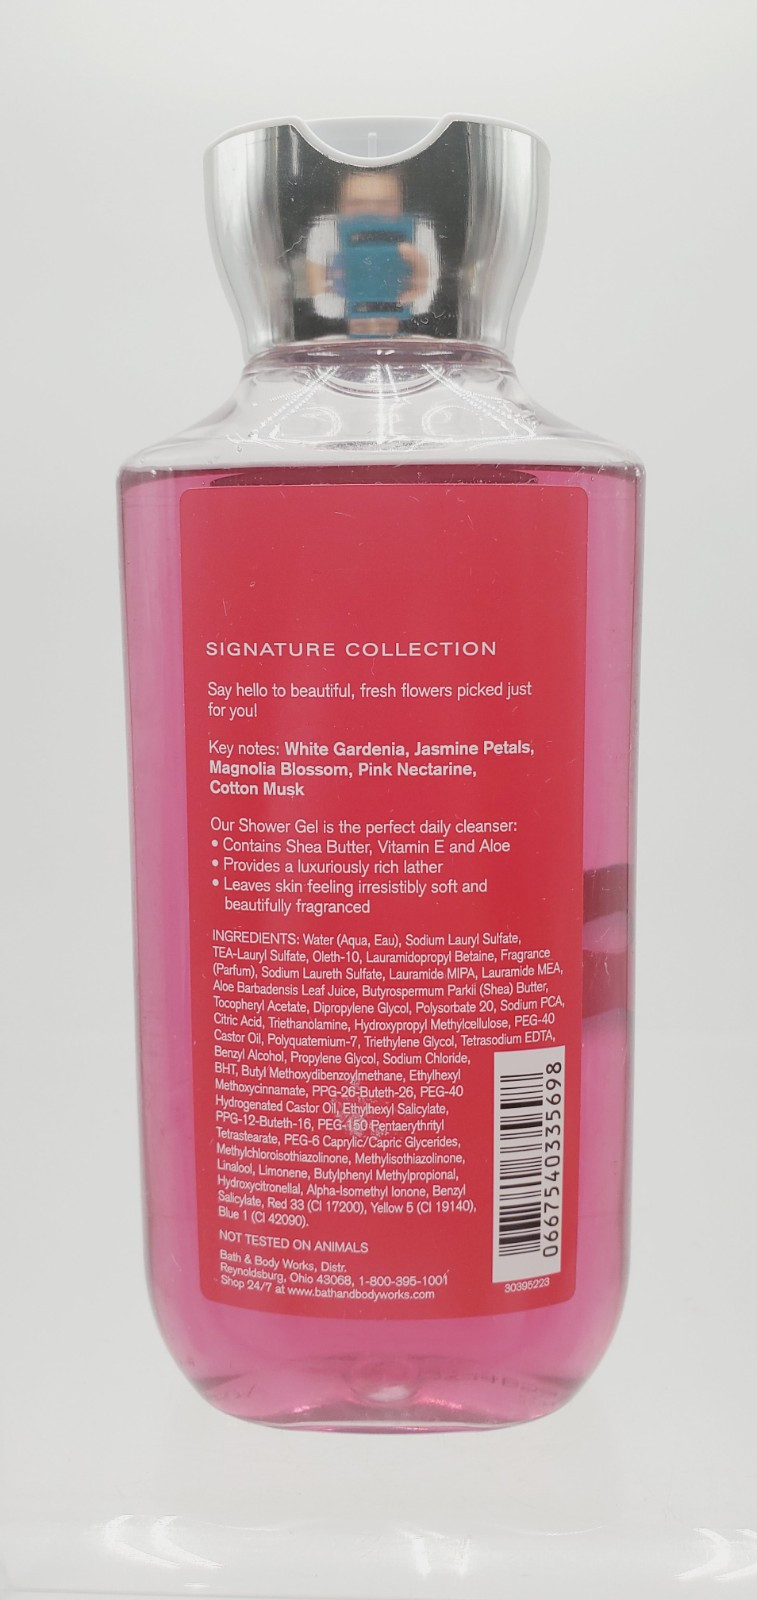 SIGNATURE COLLECTION
Say hello to beautiful, fresh flowers picked just
for you!
Key notes: White Gardenia, Jasmine Petals,
Magnolia Blossom, Pink Nectarine,
Cotton Musk
Our Shower Gel is the perfect daily cleanser:
• Contains Shea Butter, Vitamin E and Aloe
• Provides a luxuriously rich lather
• Leaves skin feeling irresistibly soft and
beautifully fragranced
INGREDIENTS: Water (Aqua, Eau), Sodium Lauryl Sulfate,
TEA-Lauryl Sulfate, Oleth-10, Lauramidopropyl Betaine, Fragrance
(Parfum), Sodium Laureth Sulfate, Lauramide MIPA, Lauramide MEA,
Aloe Barbadensis Leaf Juice, Butyrospermum Parkii (Shea) Butter,
Tocopheryl Acetate, Dipropylene Glycol, Polysorbate 20, Sodium PCA,
Citric Acid, Triethanolamine, Hydroxypropyl Methylcellulose, PEG-40
Castor Oil, Polyquaternium-7, Triethylene Glycol, Tetrasodium EDTA,
Benzyl Alcohol, Propylene Glycol, Sodium Chloride,
BHT, Butyl Methoxydibenzoylmethane, Ethylhexyl
Methoxycinnamate, PPG-26-Buteth-26, PEG-40
Hydrogenated Castor Oil, Ethylhexyl Salicylate,
PPG-12-Buteth-16, PEG-150 Pentaerythrityl
Tetrastearate, PEG-6 Caprylic/Capric Glycerides,
Methylchloroisothiazolinone, Methylisothiazolinone,
Linalool, Limonene, Butylphenyl Methylpropional,
Hydroxycitronellal, Alpha-Isomethyl Ionone, Benzyl
Salicylate, Red 33 (CI 17200), Yellow 5 (CI 19140),
Blue 1 (CI 42090).
NOT TESTED ON ANIMALS
Bath & Body Works, Distr.
Reynoldsburg, Ohio 43068, 1-800-395-1001
Shop 24/7 at www.bathandbodyworks.com
0667540335698
30395223